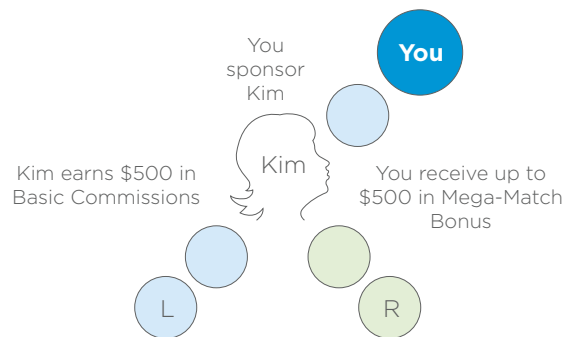 You
You
sponsor
Kim
Kim
Kim earns $500 in
Basic Commissions
You receive up to
$500 in Mega-Match
Bonus
L
R